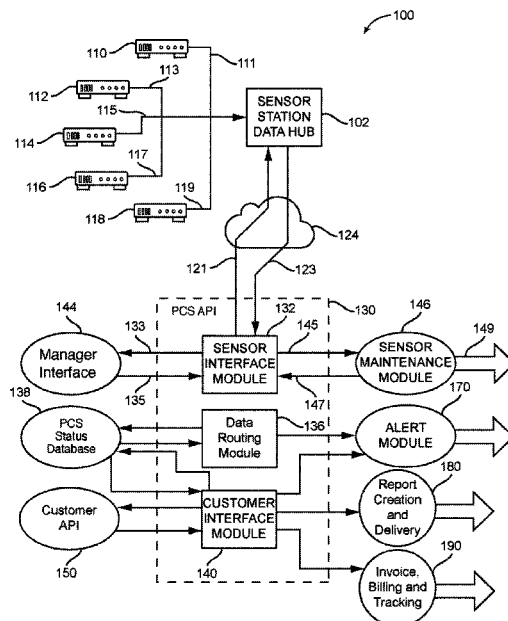 100
110
111
112
113
114
115
116
117
118
119
SENSOR
STATION
DATA HUB
102
124
121
123
130
PCS API
132
144
133
145
146
149
Manager
Interface
SENSOR
INTERFACE
MODULE
SENSOR
MAINTENANCE
MODULE
135
147
138
170
PCS
Status
Database
Data
Routing
Module
136
ALERT
MODULE
180
Customer
API
CUSTOMER
INTERFACE
MODULE
Report
Creation
and
Delivery
150
140
190
Invoice,
Billing and
Tracking